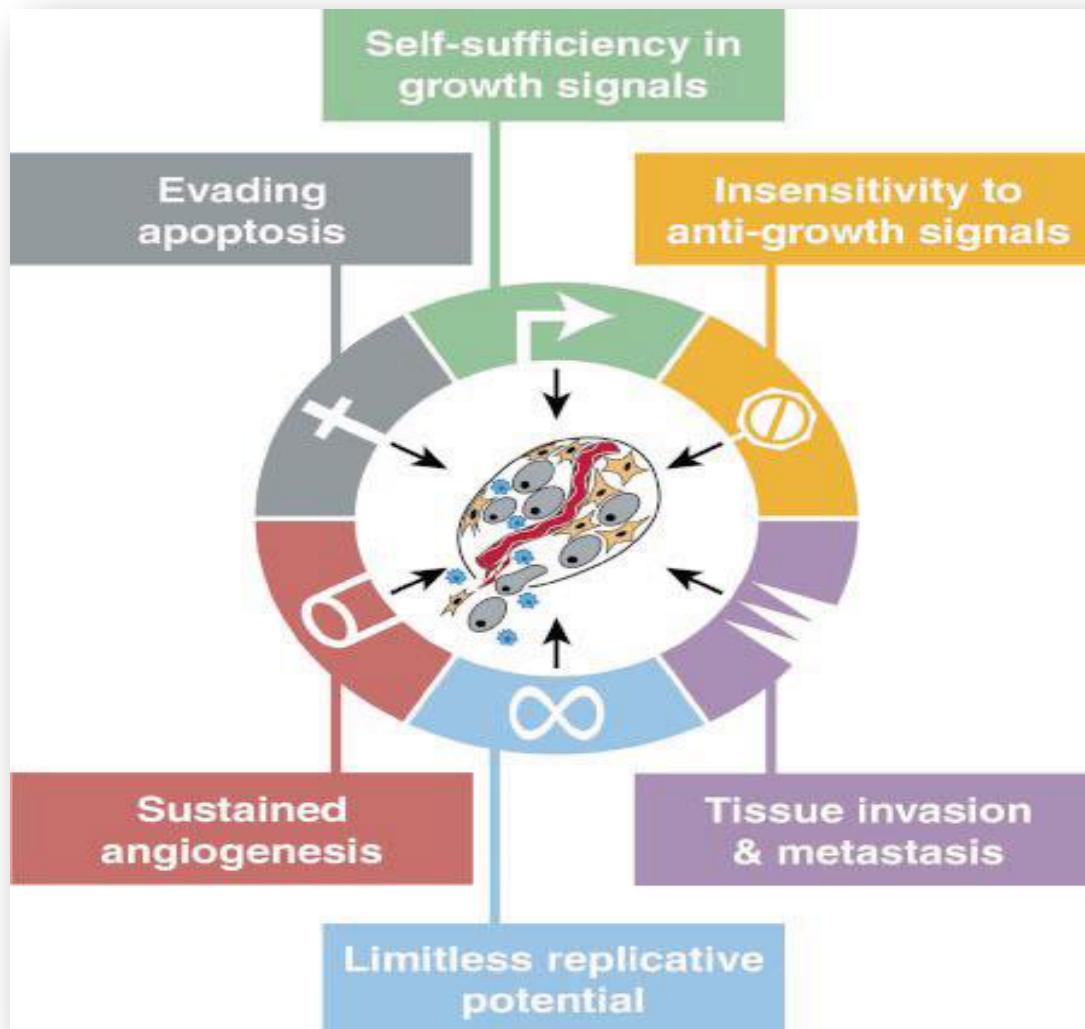 Self-sufficiency in
growth signals
Evading
apoptosis
Insensitivity to
anti-growth signals
Sustained
angiogenesis
Tissue invasion
& metastasis
Limitless replicative
potential